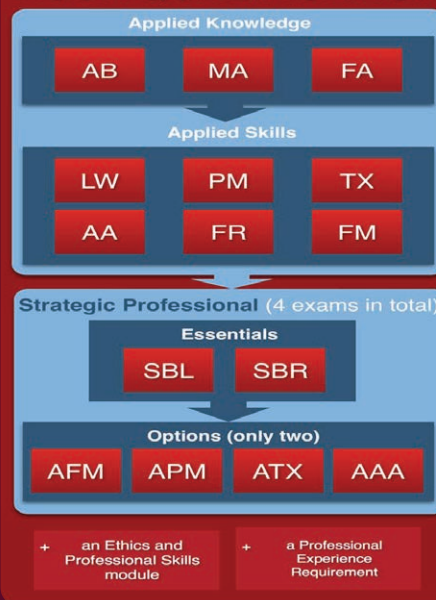 Applied Knowledge
AB MA FA
Applied Skills
LW PM TX
AA FR FM
Strategic Professional (4 exams in total)
Essentials
SBL SBR
Options (only two)
AFM APM ATX AAA
+ an Ethics and
Professional Skills
module
+ a Professional
Experience
Requirement